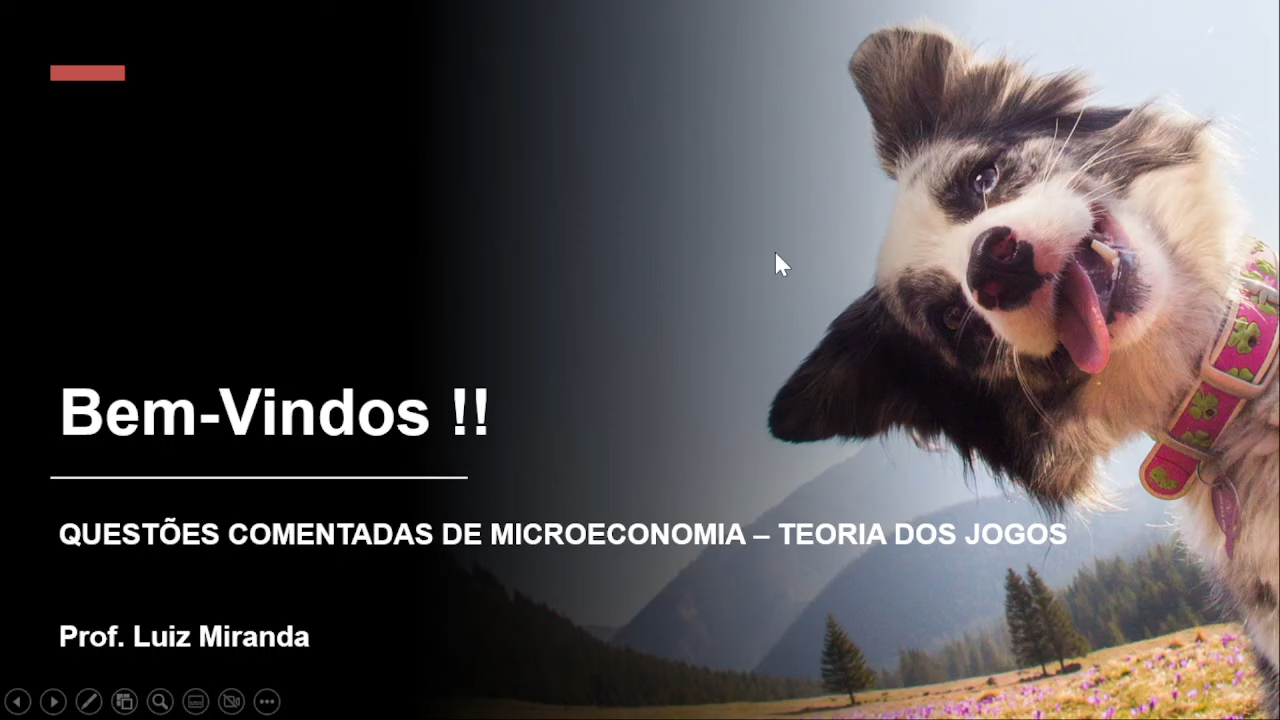 Bem-Vindos !!
QUESTÕES COMENTADAS DE MICROECONOMIA – TEORIA DOS JOGOS
Prof. Luiz Miranda